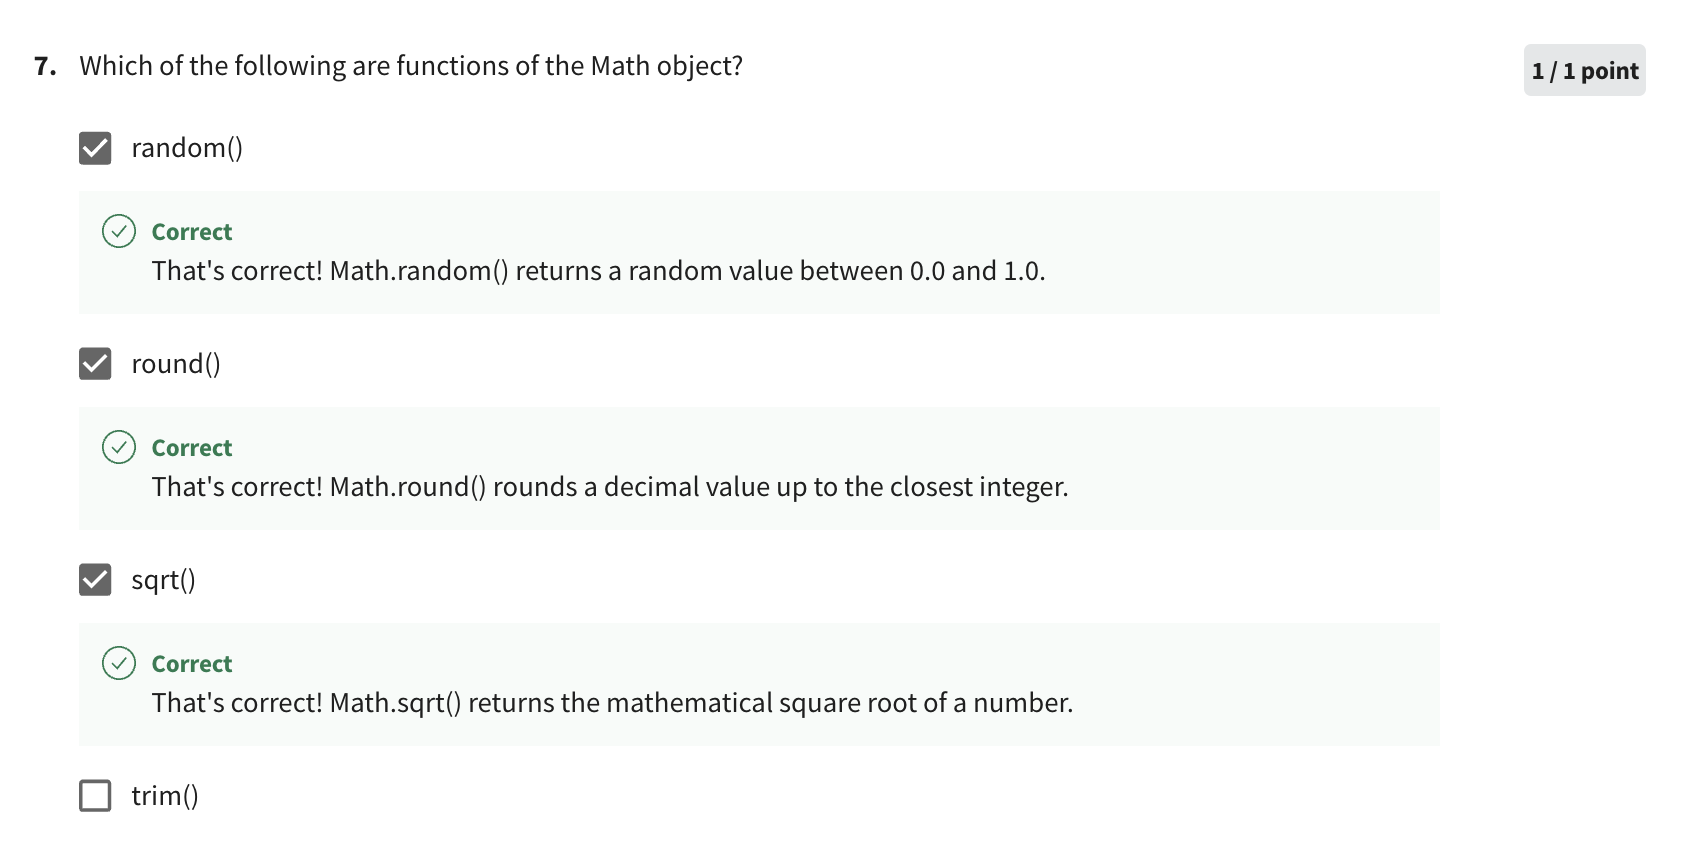 7. Which of the following are functions of the Math object?
1 / 1 point
random()
Correct
That's correct! Math.random() returns a random value between 0.0 and 1.0.
round()
Correct
That's correct! Math.round() rounds a decimal value up to the closest integer.
sqrt()
Correct
That's correct! Math.sqrt() returns the mathematical square root of a number.
trim()